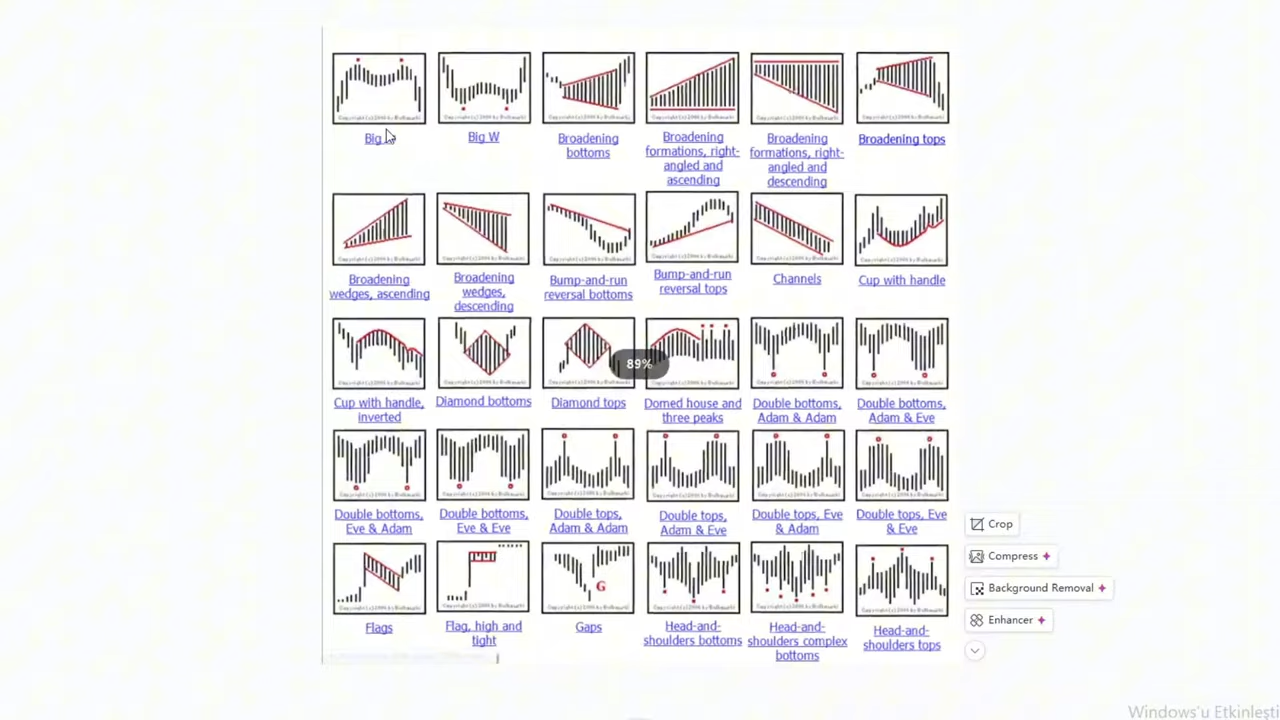 Big
Big W
Broadening
bottoms
Broadening
formations, right-
angled and
ascending
Broadening
formations, right-
angled and
descending
Broadening tops
Broadening
wedges, ascending
Broadening
wedges,
descending
Bump-and-run
reversal bottoms
Bump-and-run
reversal tops
Channels
Cup with handle
Cup with handle,
inverted
Diamond bottoms
Diamond tops
Domed house and
three peaks
Double bottoms,
Adam & Adam
Double bottoms,
Adam & Eve
89%
Double bottoms,
Eve & Adam
Double bottoms,
Eve & Eve
Double tops,
Adam & Adam
Double tops,
Adam & Eve
Double tops, Eve
& Adam
Double tops, Eve
& Eve
Flags
Flag, high and
tight
G
Gaps
Head-and-
shoulders bottoms
Head-and-
shoulders complex
bottoms
Head-and-
shoulders tops
Crop
Compress
Background Removal
Enhancer
Windows'u Etkinleşti